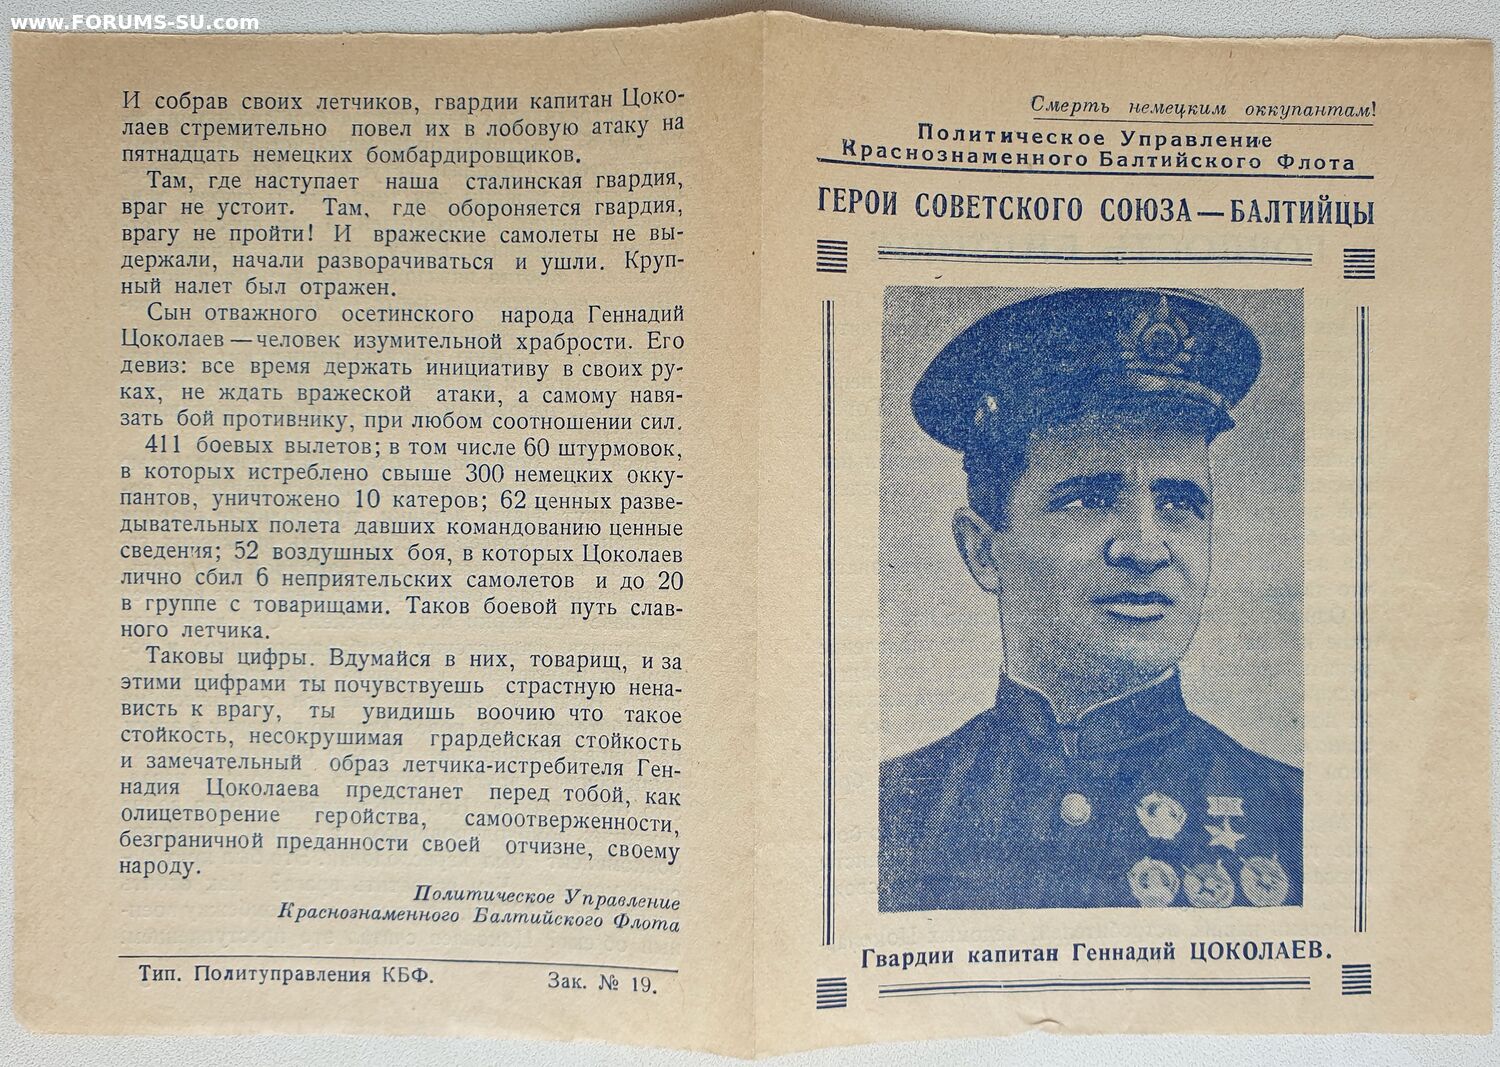 www.FORUMS-SU.com
И собрав своих летчиков, гвардии капитан Цоко-
лаев стремительно повел их в лобовую атаку на
пятнадцать немецких бомбардировщиков.
Там, где наступает наша сталинская гвардия,
враг не устоит. Там, где обороняется гвардия,
врагу не пройти! И вражеские самолеты не вы-
держали, начали разворачиваться и ушли. Круп-
ный налет был отражен.
Сын отважного осетинского народа Геннадий
Цоколаев—человек изумительной храбрости. Его
девиз: все время держать инициативу в своих ру-
ках, не ждать вражеской атаки, а самому навя-
зать бой противнику, при любом соотношении сил.
411 боевых вылетов; в том числе 60 штурмовок,
в которых истреблено свыше 300 немецких окку-
пантов, уничтожено 10 катеров; 62 ценных разве-
дывательных полета давших командованию ценные
сведения; 52 воздушных боя, в которых Цоколаев
лично сбил 6 неприятельских самолетов и до 20
в группе с товарищами. Таков боевой путь слав-
ного летчика.
Таковы цифры. Вдумайся в них, товарищ, и за
этими цифрами ты почувствуешь страстную нена-
висть к врагу, ты увидишь воочию что такое
стойкость, несокрушимая грардейская стойкость
и замечательный образ летчика-истребителя Ген-
надия Цоколаева предстанет перед тобой, как
олицетворение геройства, самоотверженности,
безграничной преданности своей отчизне, своему
народу.
Политическое Управление
Краснознаменного Балтийского Флота
Тип. Политуправления КБФ. Зак. № 19.
Смерть немецким оккупантам!
Политическое Управление
Краснознаменного Балтийского Флота
ГЕРОИ СОВЕТСКОГО СОЮЗА—БАЛТИЙЦЫ
Гвардии капитан Геннадий ЦОКОЛАЕВ.